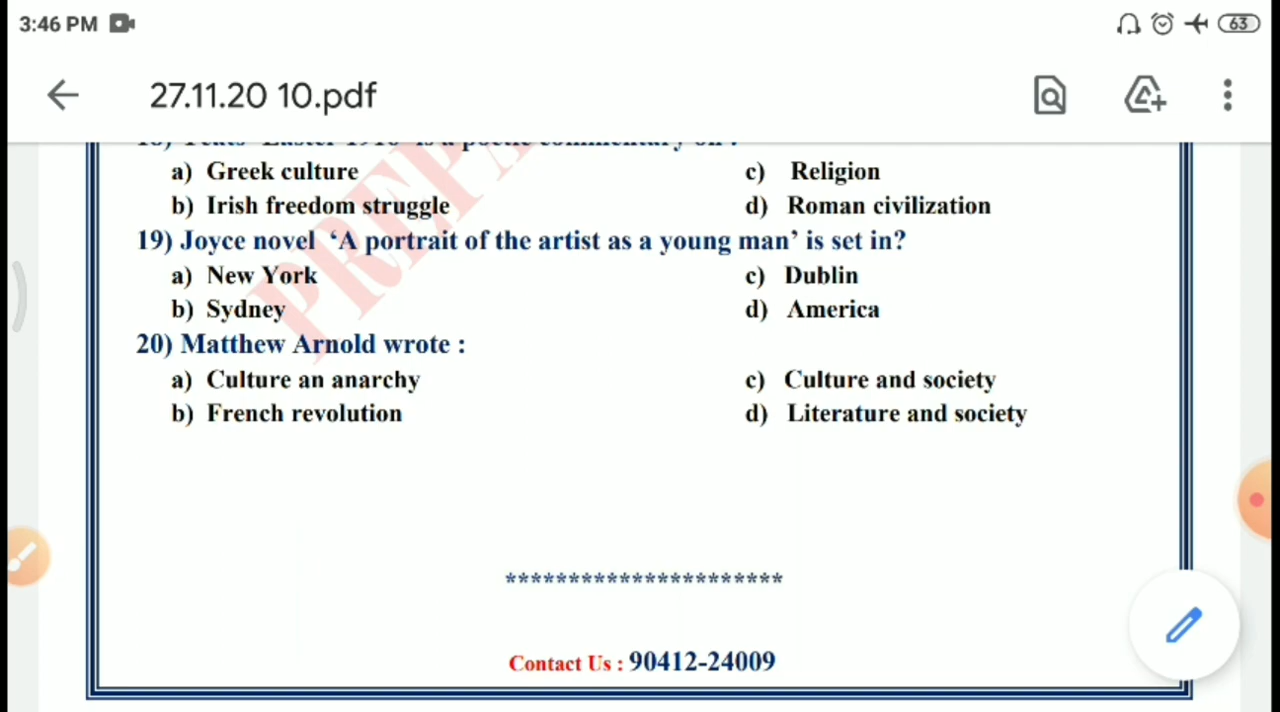 3:46 PM
63
27.11.20 10.pdf
a) Greek culture c) Religion
b) Irish freedom struggle d) Roman civilization
19) Joyce novel ‘A portrait of the artist as a young man’ is set in?
a) New York c) Dublin
b) Sydney d) America
20) Matthew Arnold wrote :
a) Culture an anarchy c) Culture and society
b) French revolution d) Literature and society
**********************
Contact Us : 90412-24009